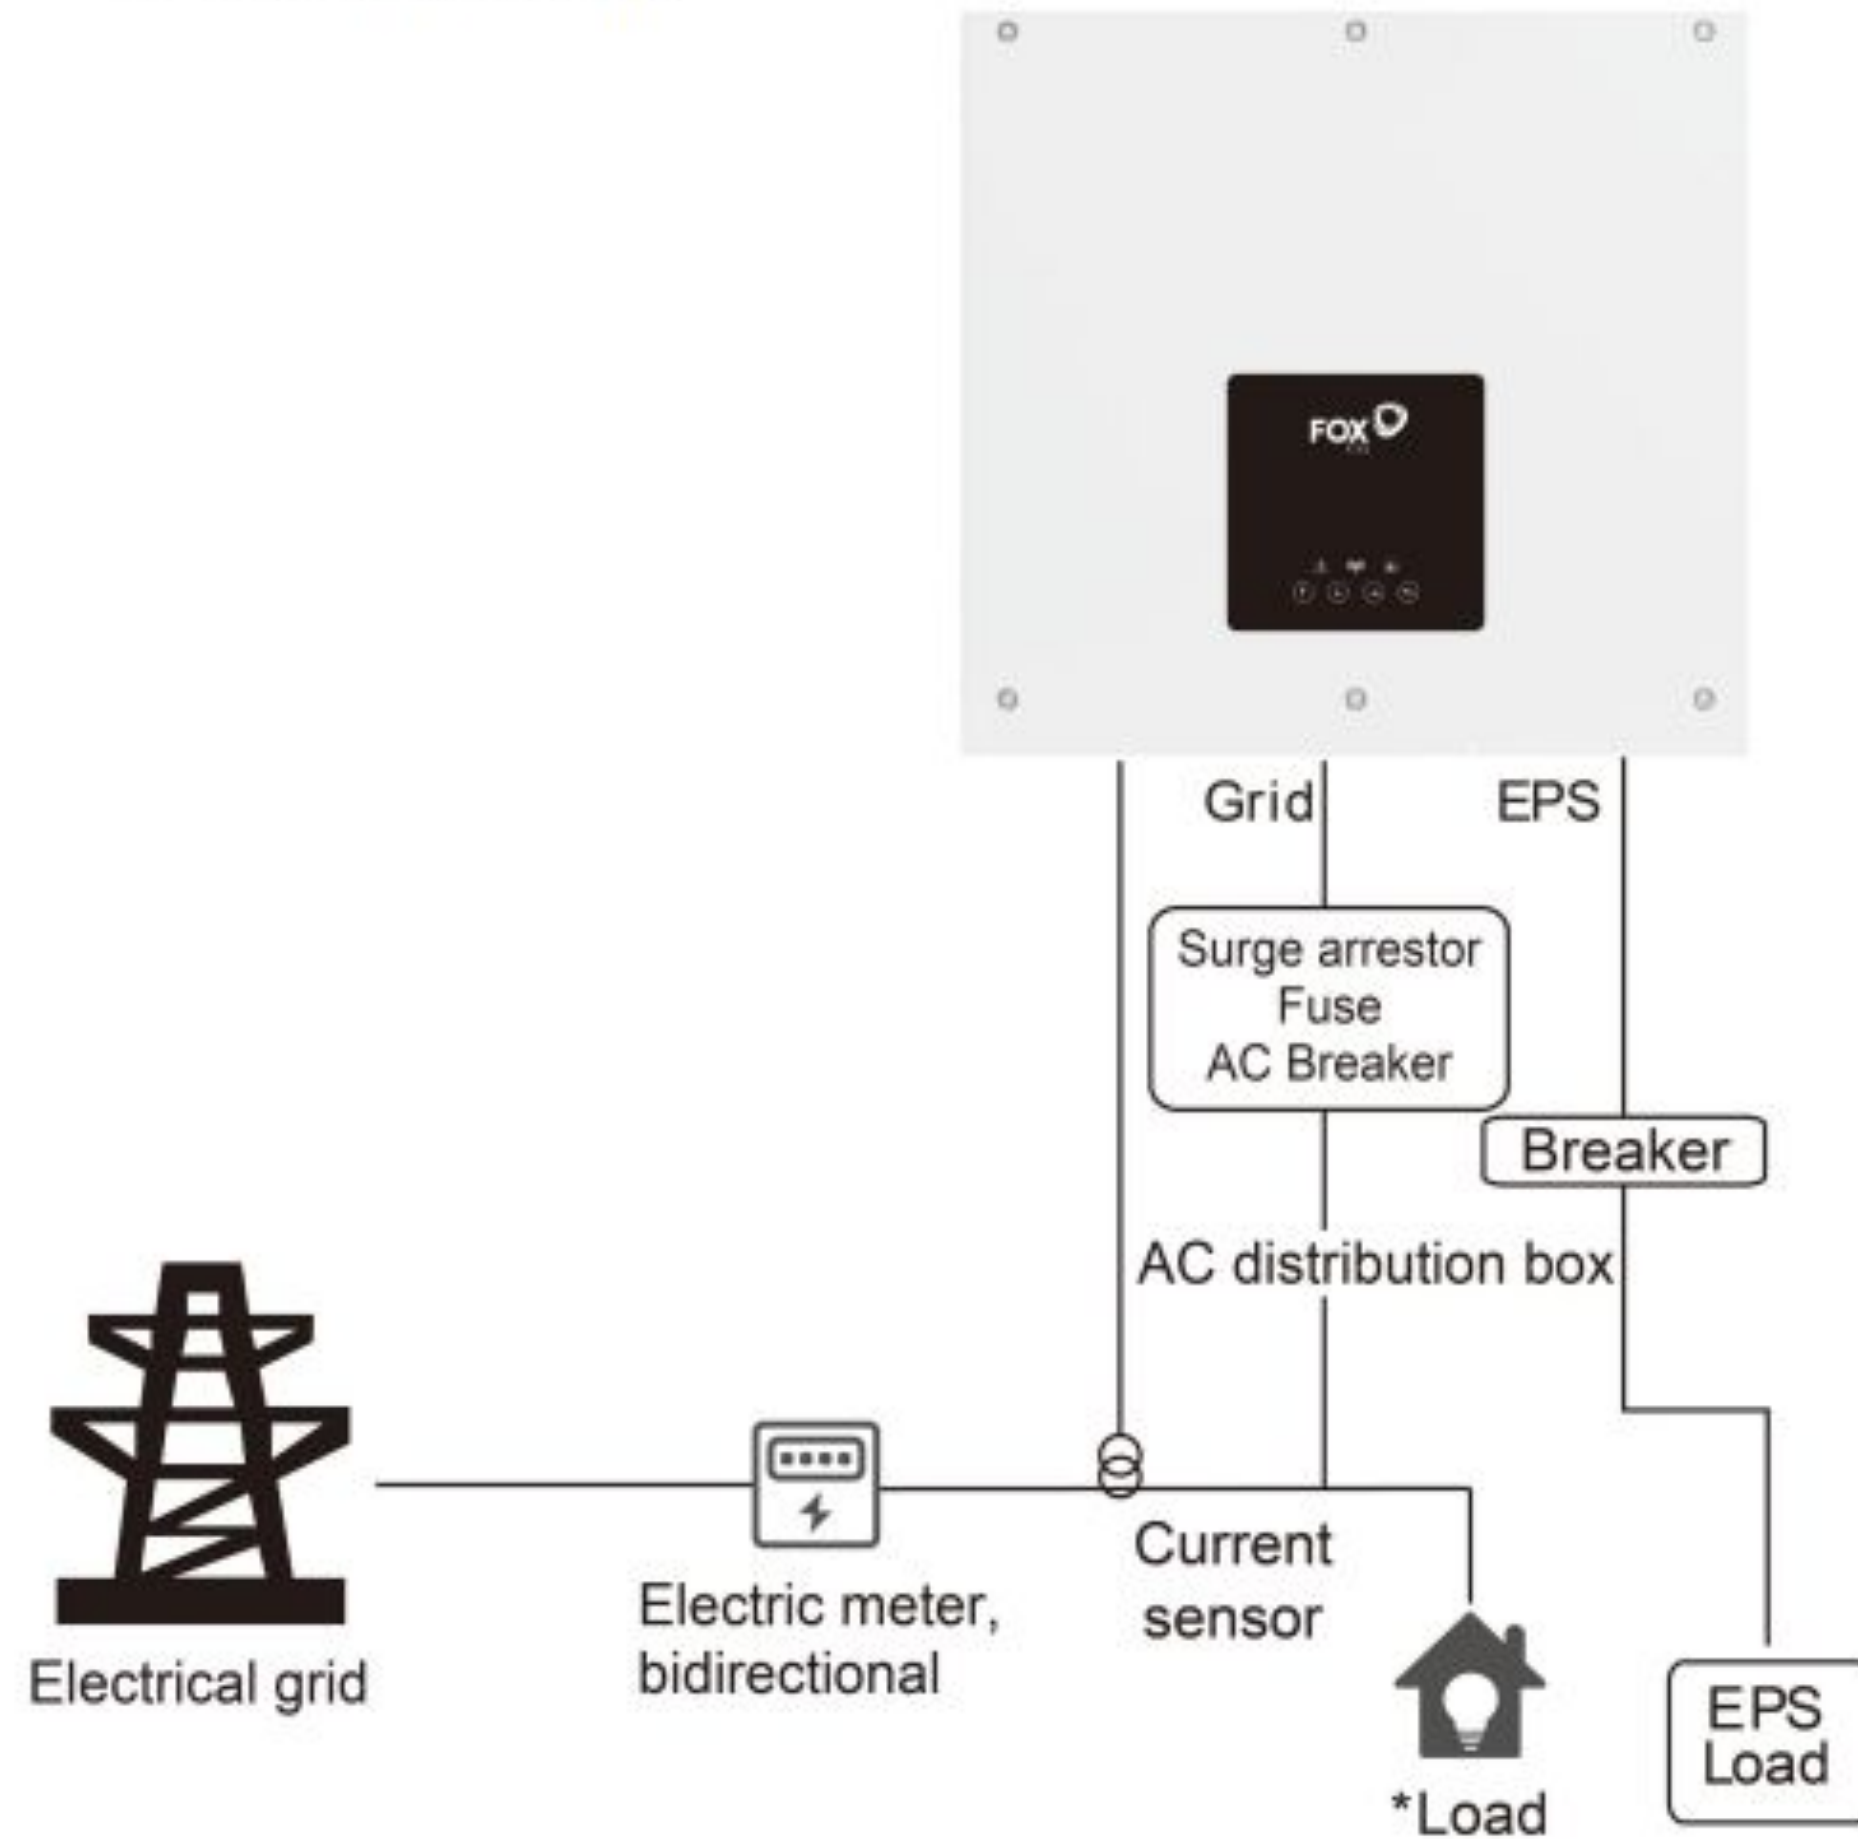 FOX
Grid
EPS
Surge arrestor
Fuse
AC Breaker
Breaker
AC distribution box
Current
sensor
Electric meter,
bidirectional
Electrical grid
EPS
Load
*Load